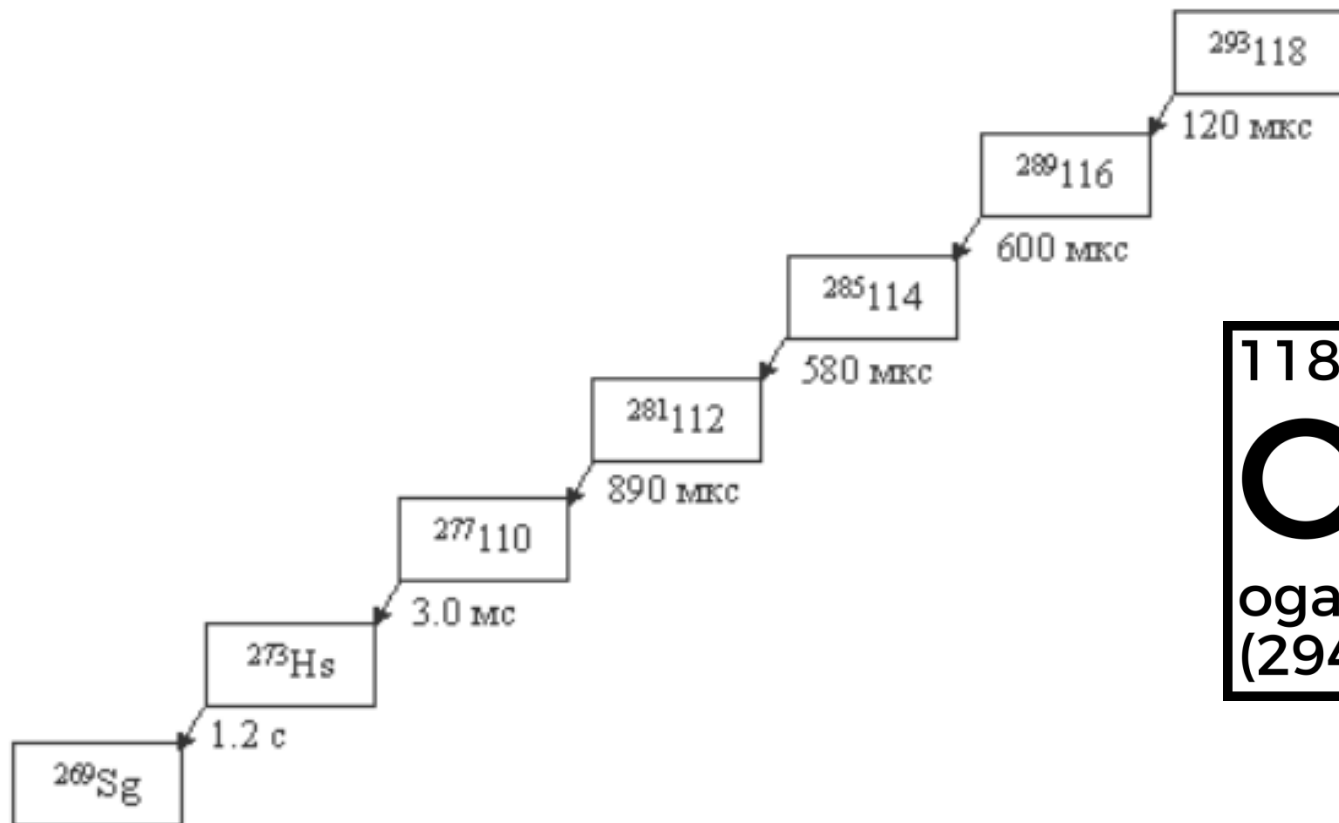 ²⁹³118
120 мкс
²⁸⁹116
600 мкс
²⁸⁵114
580 мкс
²⁸¹112
890 мкс
²⁷⁷110
3.0 мс
²⁷³Hs
1.2 с
²⁶⁹Sg
118
O
oga
(294